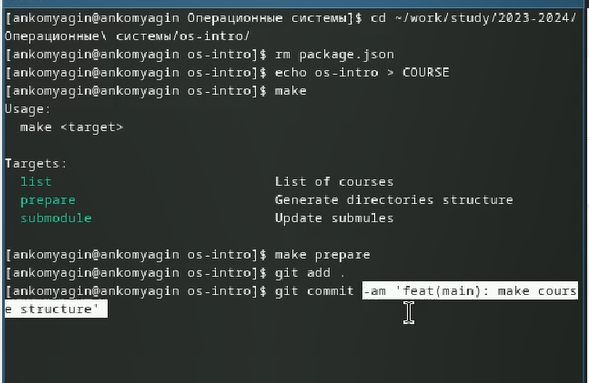 [ankomyagin@ankomyagin Операционные системы]$ cd ~/work/study/2023-2024/
Операционные\ системы/os-intro/
[ankomyagin@ankomyagin os-intro]$ rm package.json
[ankomyagin@ankomyagin os-intro]$ echo os-intro > COURSE
[ankomyagin@ankomyagin os-intro]$ make
Usage:
  make <target>

Targets:
  list                            List of courses
  prepare                         Generate directories structure
  submodule                       Update submules

[ankomyagin@ankomyagin os-intro]$ make prepare
[ankomyagin@ankomyagin os-intro]$ git add .
[ankomyagin@ankomyagin os-intro]$ git commit -am 'feat(main): make cours
e structure'